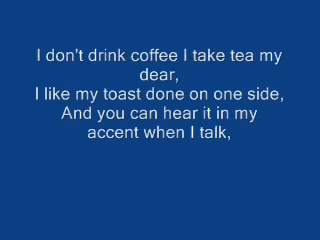 I don't drink coffee I take tea my
dear,
I like my toast done on one side,
And you can hear it in my
accent when I talk,